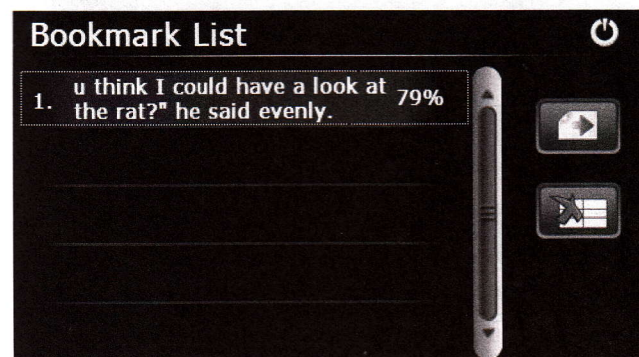 Bookmark List
1. u think I could have a look at 79%
the rat?" he said evenly.